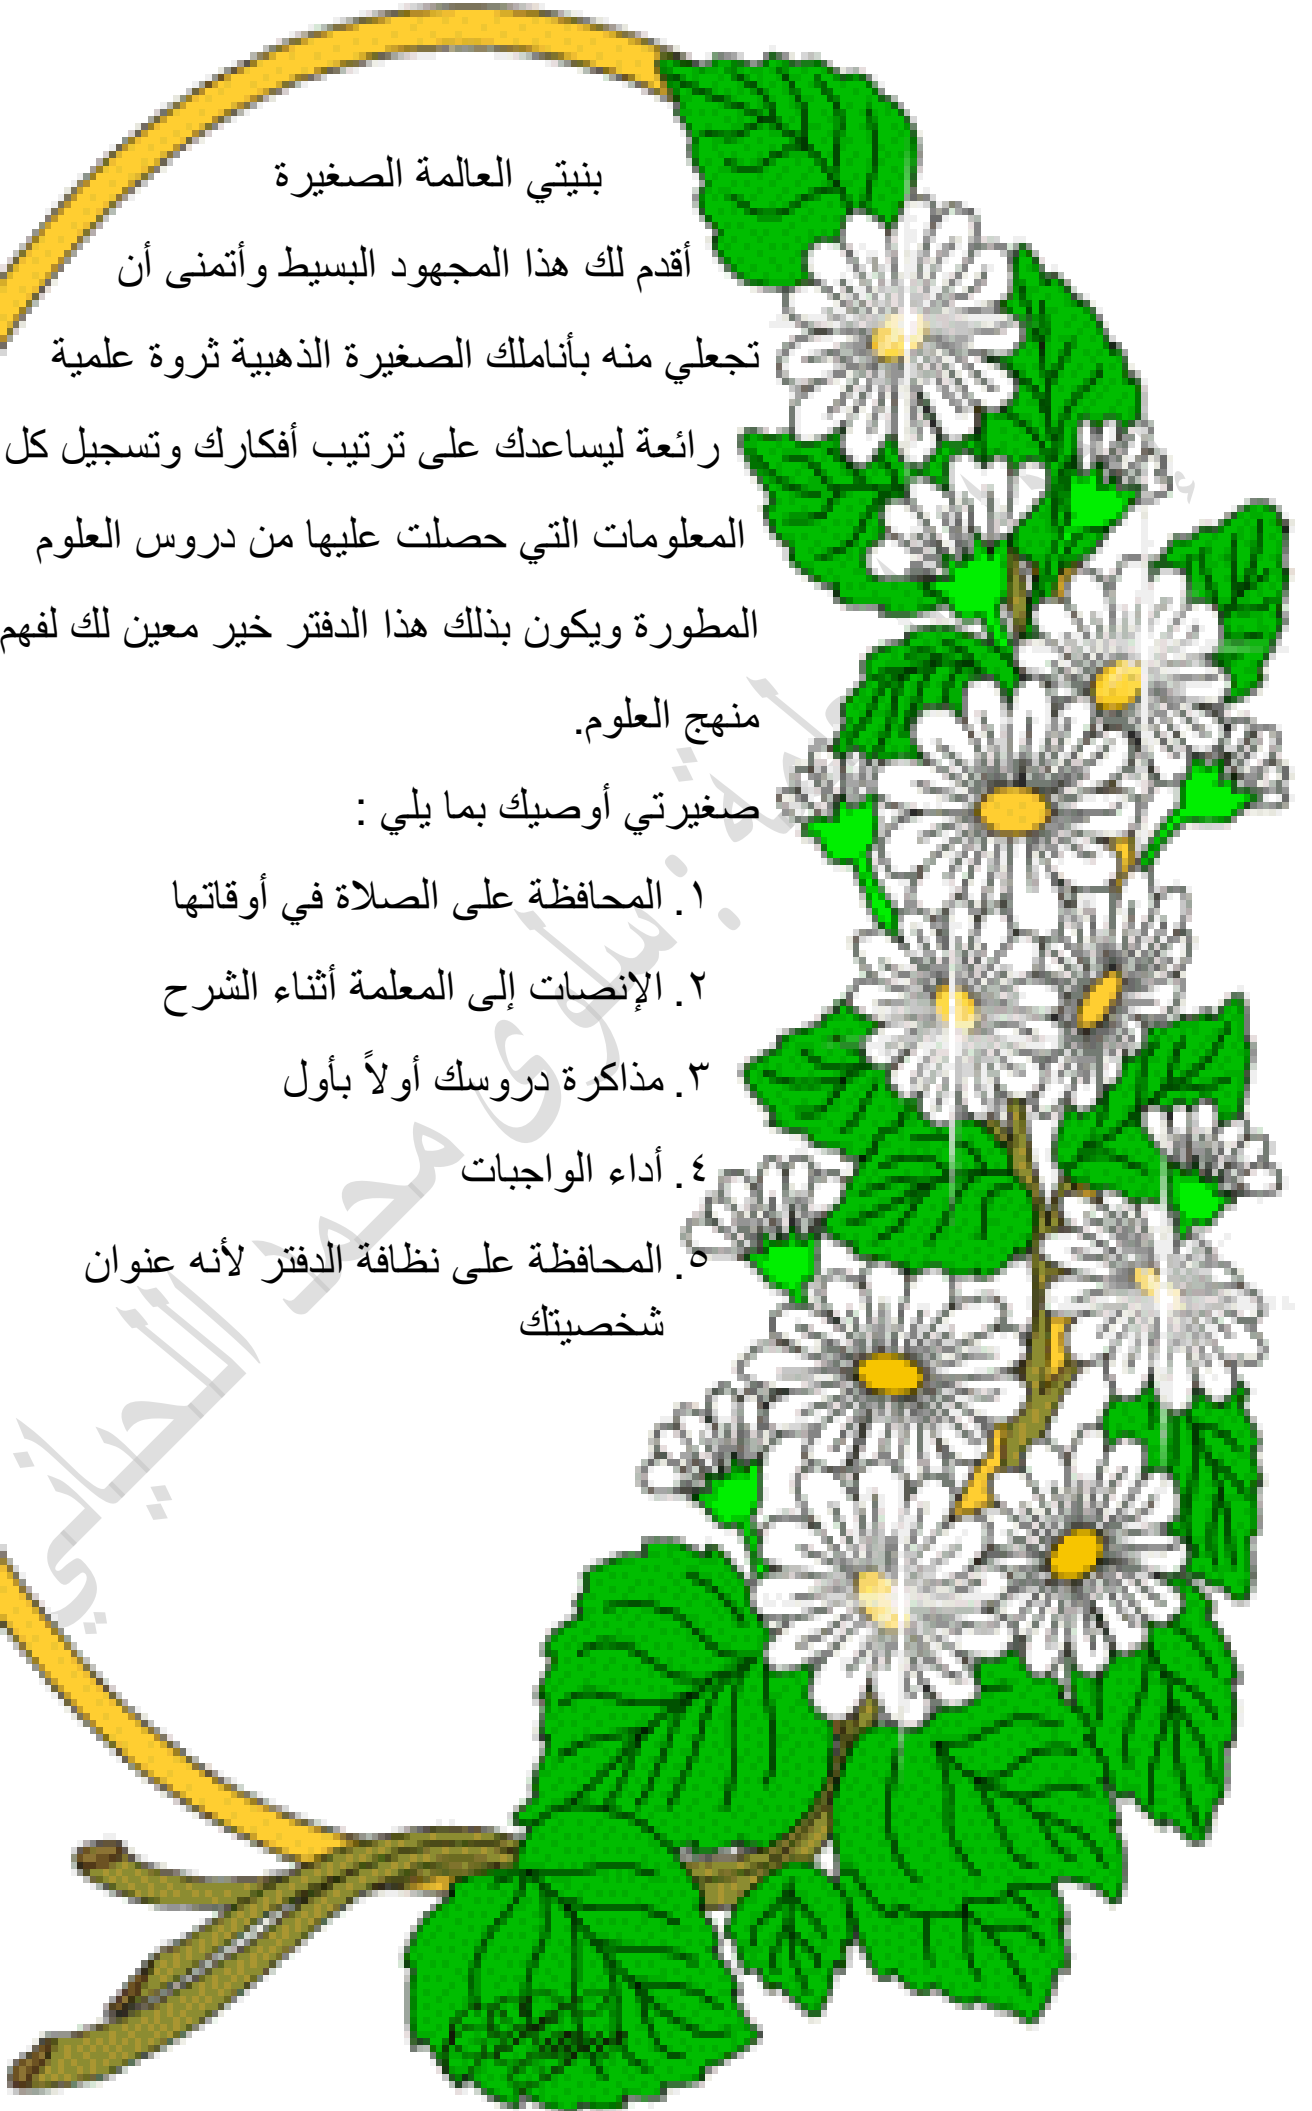 بنيتي العالمة الصغيرة
أقدم لك هذا المجهود البسيط وأتمنى أن
تجعلي منه بأناملك الصغيرة الذهبية ثروة علمية
رائعة ليساعدك على ترتيب أفكارك وتسجيل كل
المعلومات التي حصلت عليها من دروس العلوم
المطورة ويكون بذلك هذا الدفتر خير معين لك لفهم
منهج العلوم.
صغيرتي أوصيك بما يلي :
١. المحافظة على الصلاة في أوقاتها
٢. الإنصات إلى المعلمة أثناء الشرح
٣. مذاكرة دروسك أولاً بأول
٤. أداء الواجبات
٥. المحافظة على نظافة الدفتر لأنه عنوان
شخصيتك
سلوى محمد